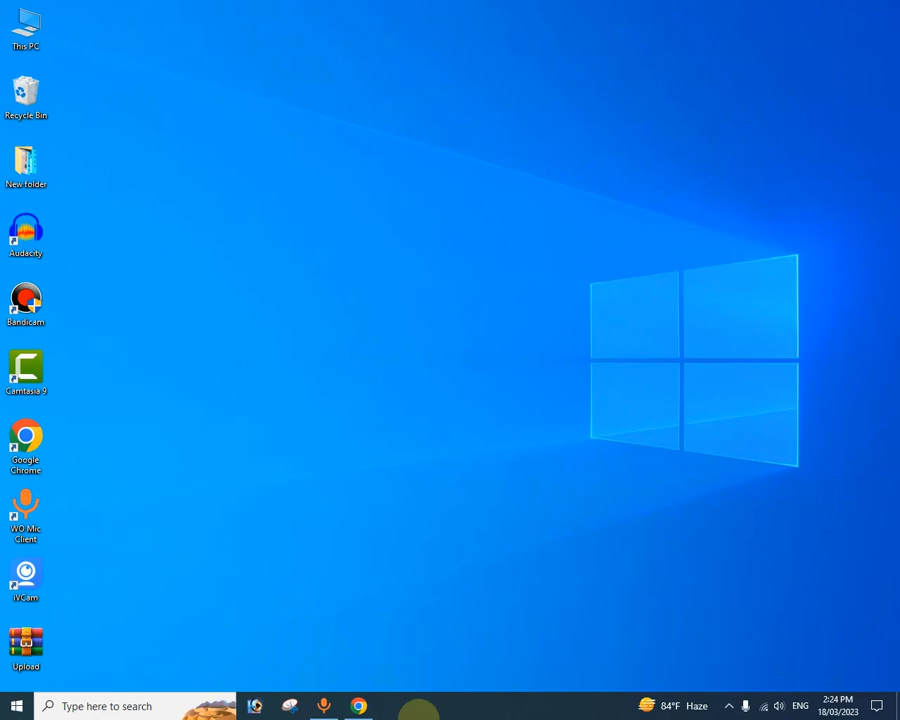 This PC
Recycle Bin
New folder
Audacity
Bandicam
Camtasia 9
Google
Chrome
WO Mic
Client
iVCam
Upload
Type here to search
84°F Haze
ENG
2:24 PM
18/03/2023